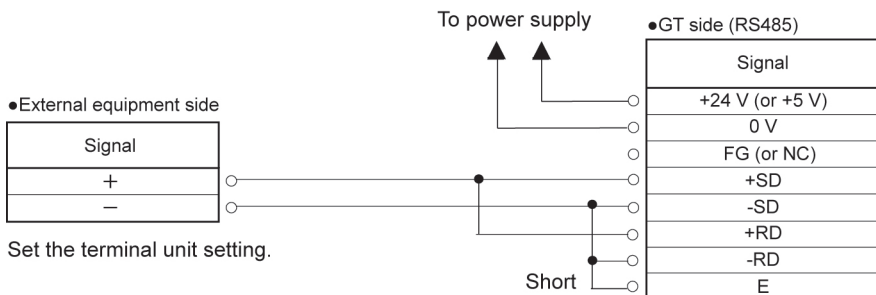 To power supply
●GT side (RS485)
Signal
+24 V (or +5 V)
0 V
FG (or NC)
+SD
-SD
+RD
-RD
E
●External equipment side
Signal
+
−
Set the terminal unit setting.
Short